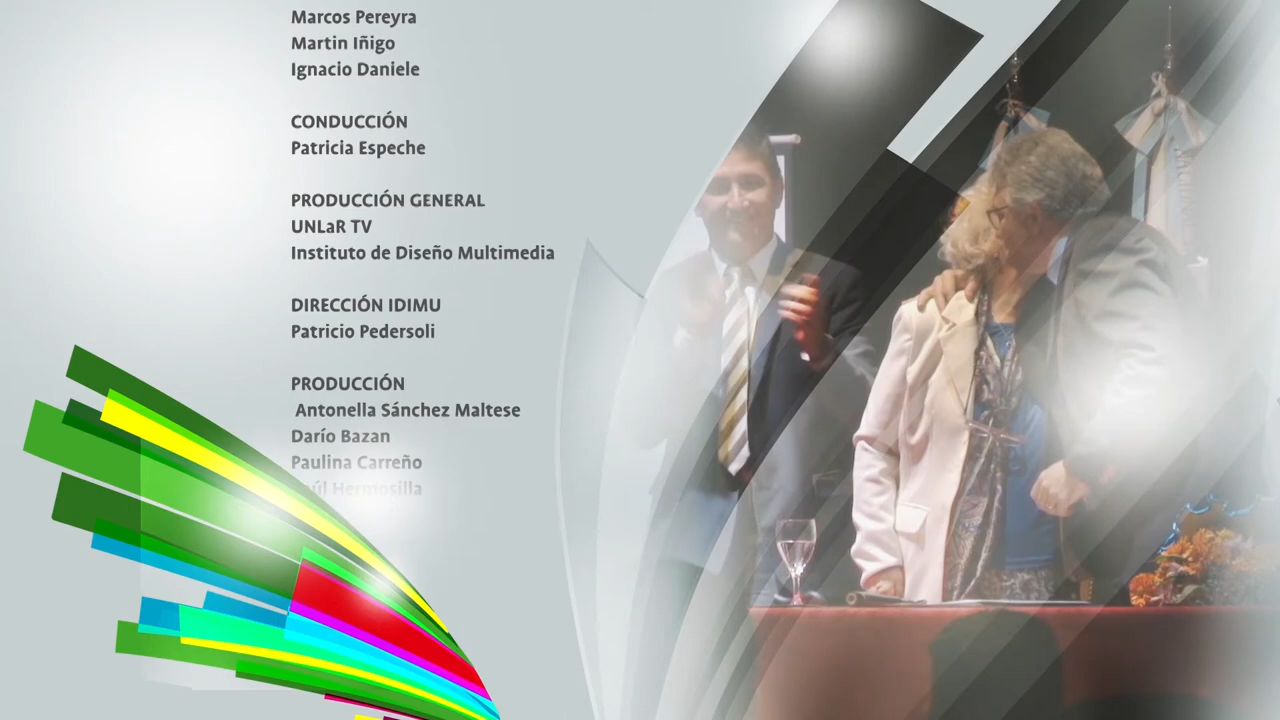 Marcos Pereyra
Martin Iñigo
Ignacio Daniele
CONDUCCIÓN
Patricia Espeche
PRODUCCIÓN GENERAL
UNLaR TV
Instituto de Diseño Multimedia
DIRECCIÓN IDIMU
Patricio Pedersoli
PRODUCCIÓN
Antonella Sánchez Maltese
Darío Bazan
Paulina Carreño
Hermosilla